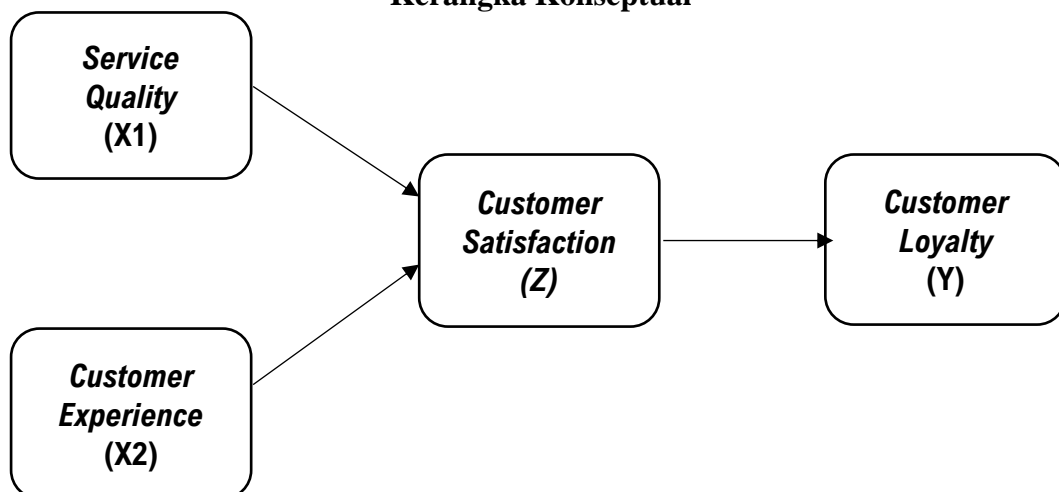 Kerangka Konseptual
Service
Quality
(X1)
Customer
Satisfaction
(Z)
Customer
Loyalty
(Y)
Customer
Experience
(X2)